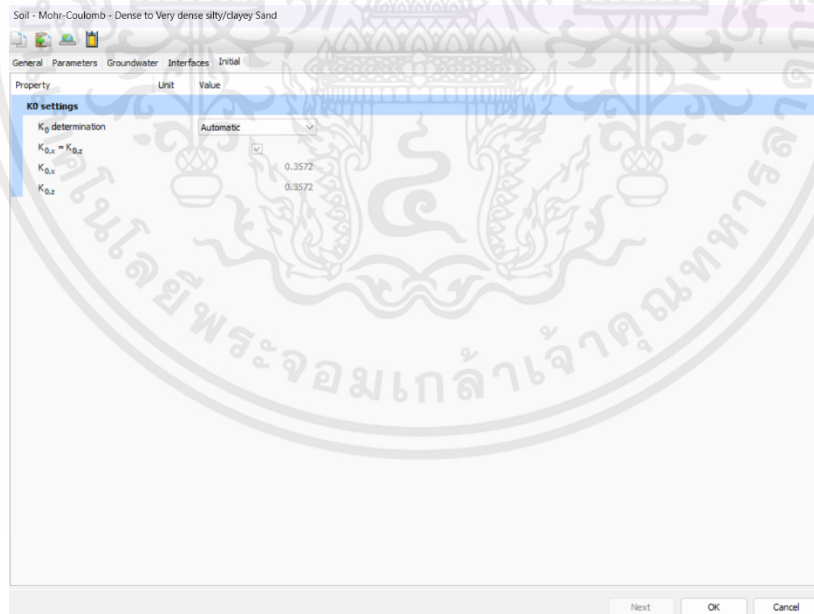 Soil - Mohr-Coulomb - Dense to Very dense silty/clayey Sand
General Parameters Groundwater Interfaces Initial
Property Unit Value
K0 settings
K0 determination Automatic
K0,x = K0,z
K0,x 0.3572
K0,z 0.3572
Next OK Cancel